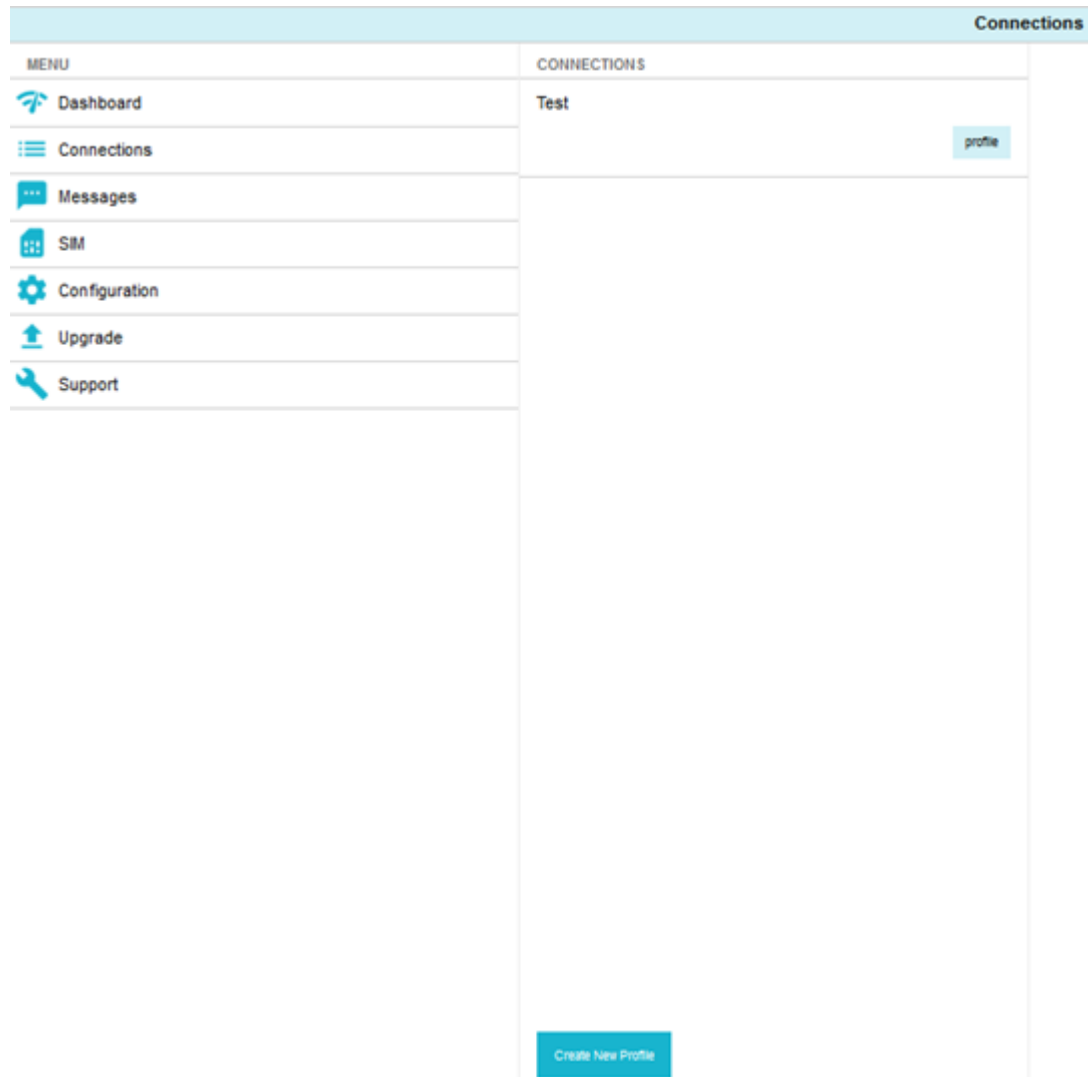 Connections
MENU
Dashboard
Connections
Messages
SIM
Configuration
Upgrade
Support
CONNECTIONS
Test
profile
Create New Profile